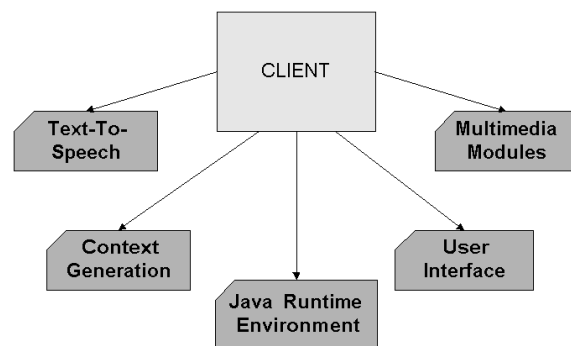 CLIENT
Text-To-
Speech
Multimedia
Modules
Context
Generation
User
Interface
Java Runtime
Environment